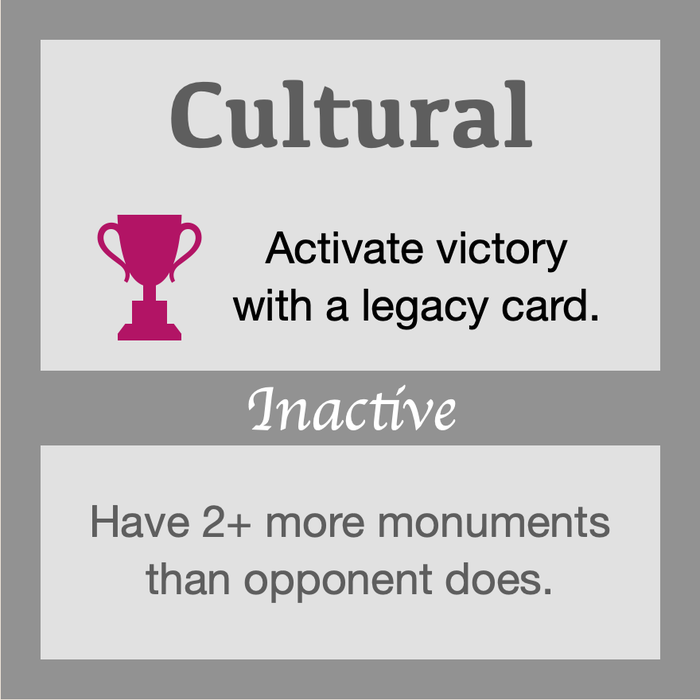 Cultural
Activate victory
with a legacy card.
Inactive
Have 2+ more monuments
than opponent does.